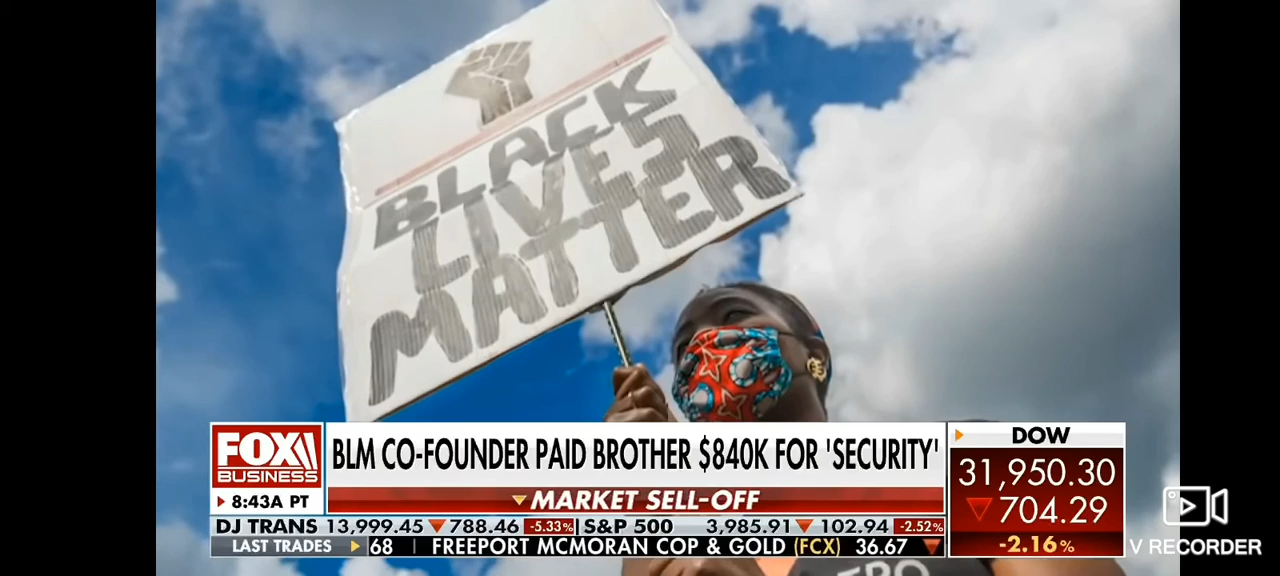 BLACK
LIVES
MATTER
FOX
BUSINESS
8:43A PT
BLM CO-FOUNDER PAID BROTHER $840K FOR 'SECURITY'
MARKET SELL-OFF
DOW
31,950.30
704.29
-2.16%
DJ TRANS 13,999.45 788.46 -5.33% S&P 500 3,985.91 102.94 -2.52%
LAST TRADES 68 FREEPORT MCMORAN COP & GOLD (FCX) 36.67
V RECORDER